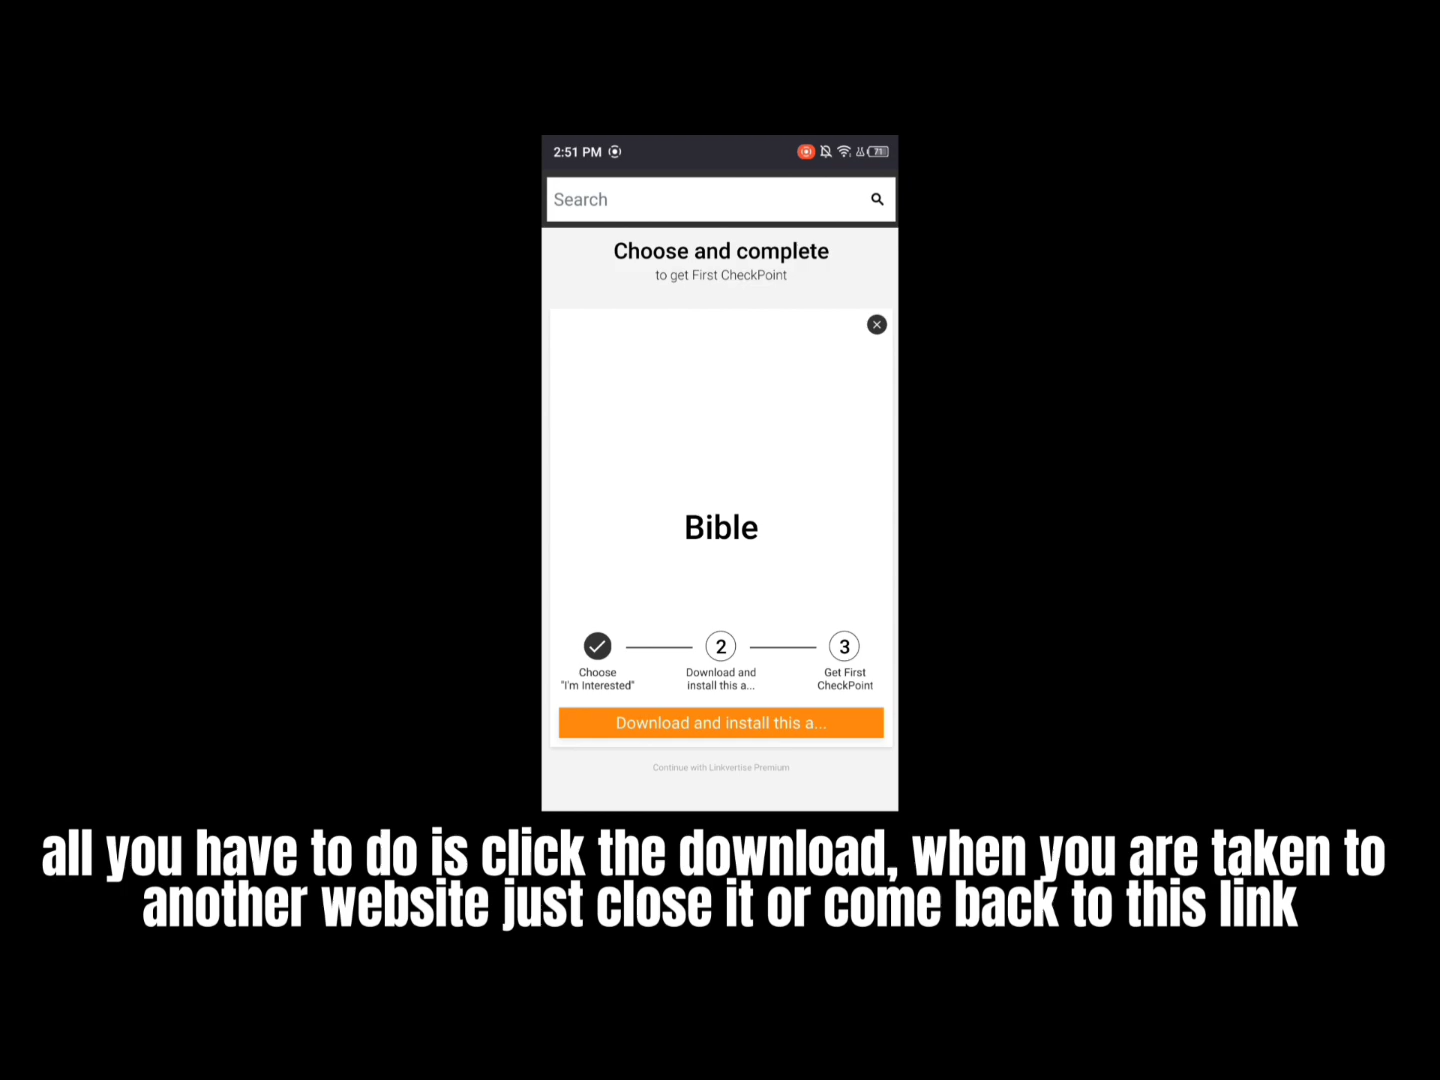 2:51 PM
71
Search
Choose and complete
to get First CheckPoint
Bible
2
3
Choose
"I'm Interested"
Download and
install this a...
Get First
CheckPoint
Download and install this a...
Continue with Linkvertise Premium
all you have to do is click the download, when you are taken to
another website just close it or come back to this link